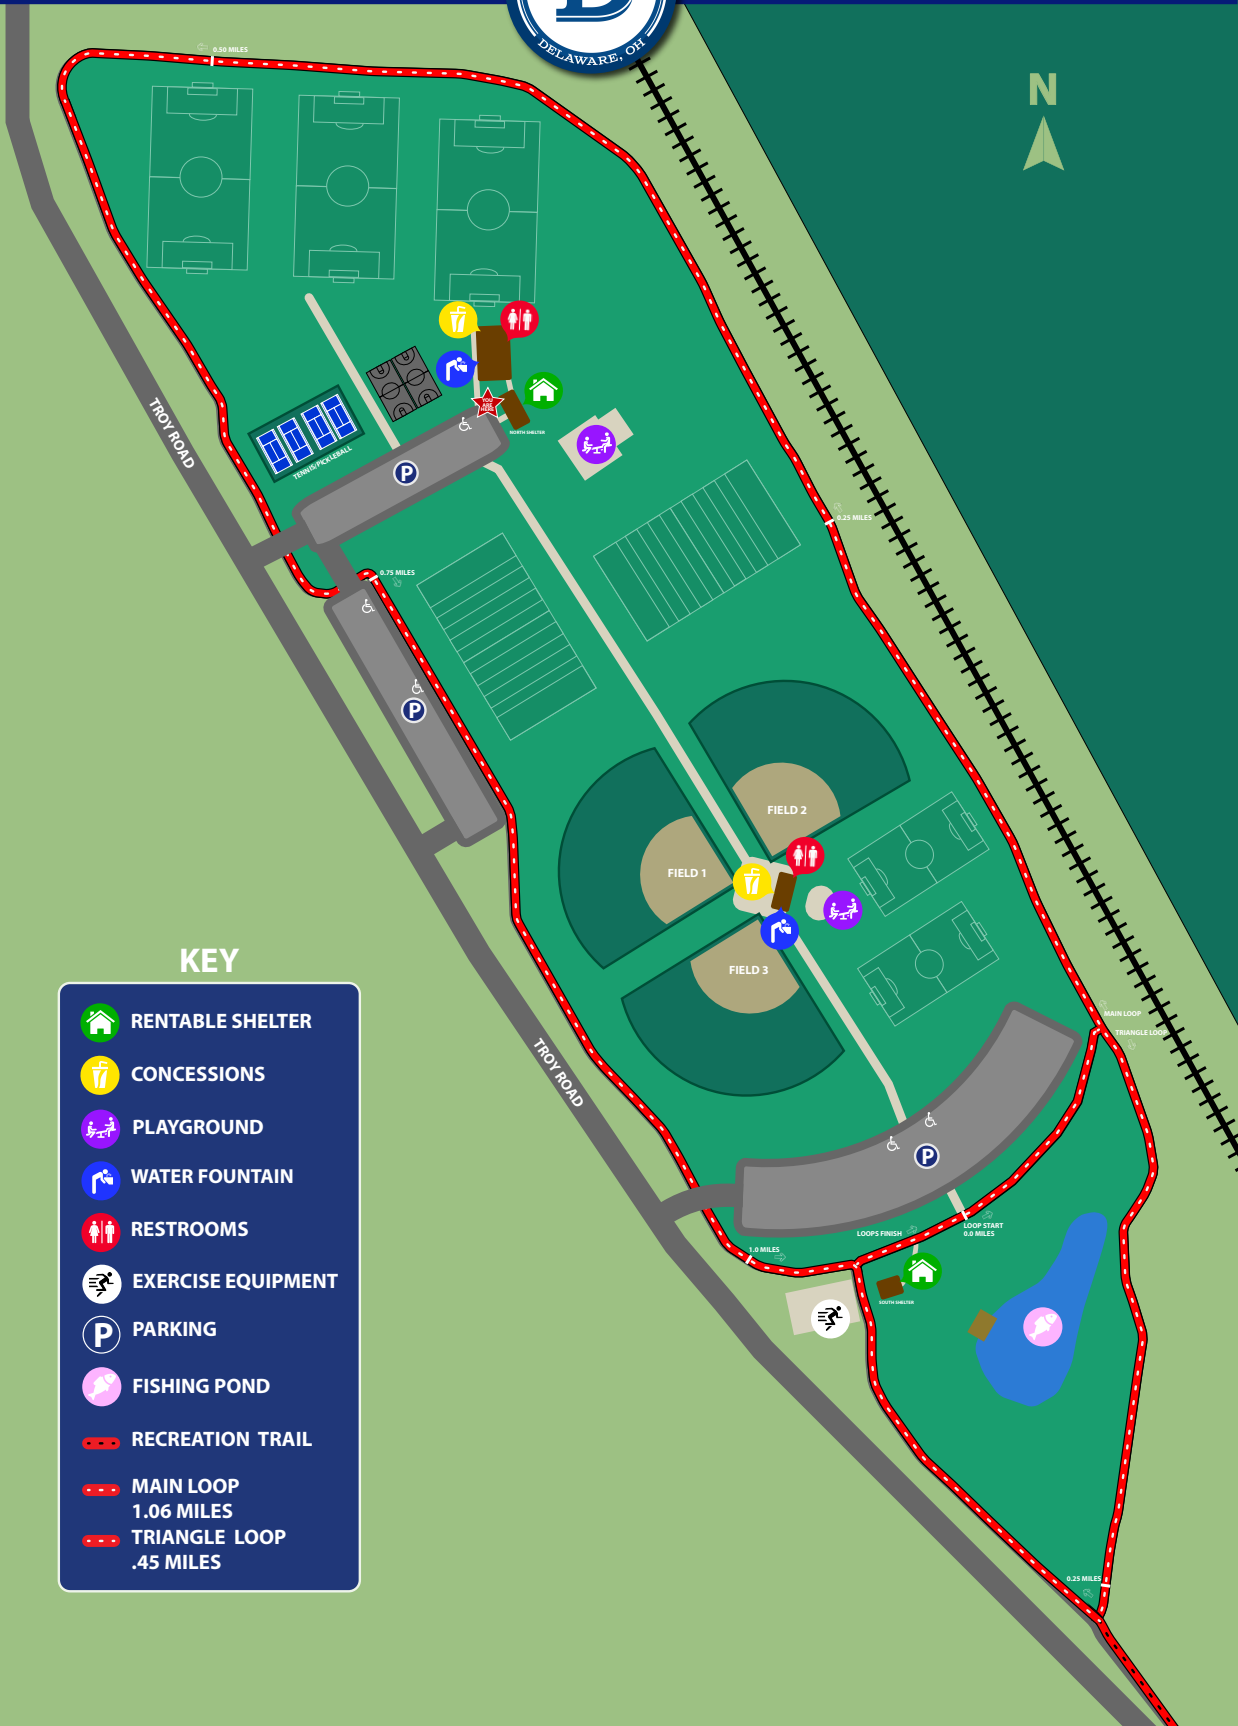 DELAWARE, OH
N
0.50 MILES
TROY ROAD
YOU
ARE
HERE
NORTH SHELTER
TENNIS/PICKLEBALL
P
0.25 MILES
0.75 MILES
P
FIELD 2
FIELD 1
FIELD 3
MAIN LOOP
TRIANGLE LOOP
TROY ROAD
P
LOOP START
0.0 MILES
LOOPS FINISH
1.0 MILES
SOUTH SHELTER
0.25 MILES
KEY
RENTABLE SHELTER
CONCESSIONS
PLAYGROUND
WATER FOUNTAIN
RESTROOMS
EXERCISE EQUIPMENT
P PARKING
FISHING POND
RECREATION TRAIL
MAIN LOOP
1.06 MILES
TRIANGLE LOOP
.45 MILES